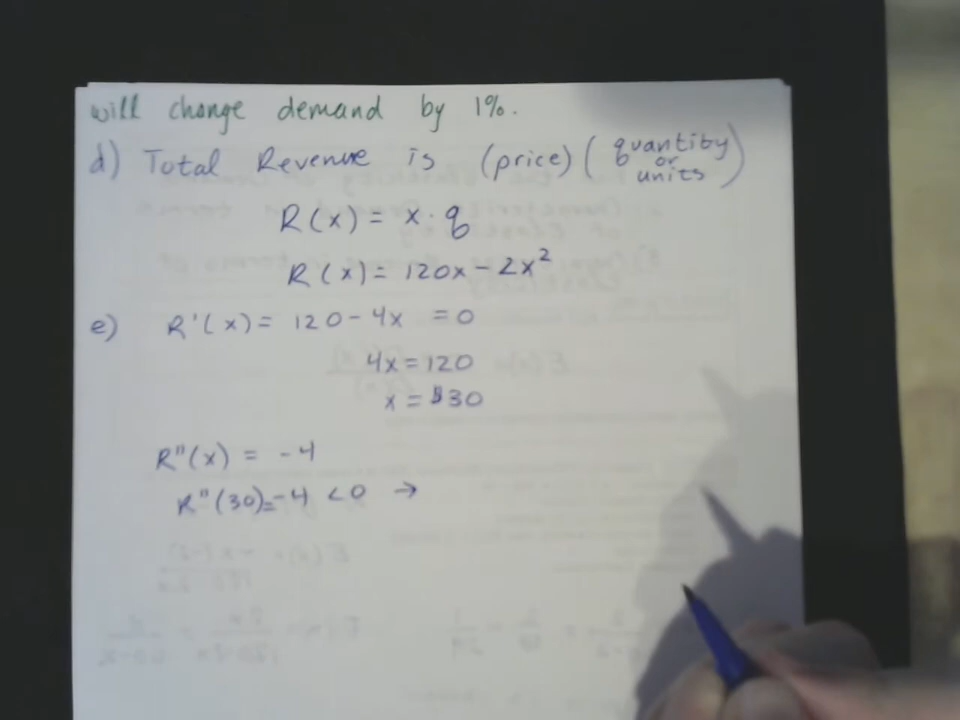 will change demand by 1%.
d) Total Revenue is (price) (quantity or units)
R(x) = x · q
R(x) = 120x - 2x²
e) R'(x) = 120 - 4x = 0
4x = 120
x = $30
R"(x) = -4
R"(30) = -4 < 0 →